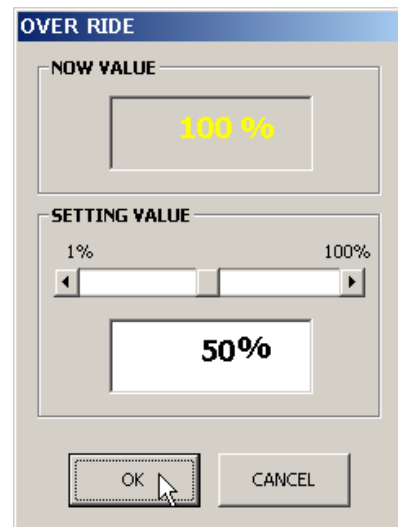 OVER RIDE
NOW VALUE
100 %
SETTING VALUE
1% 100%
50%
OK CANCEL